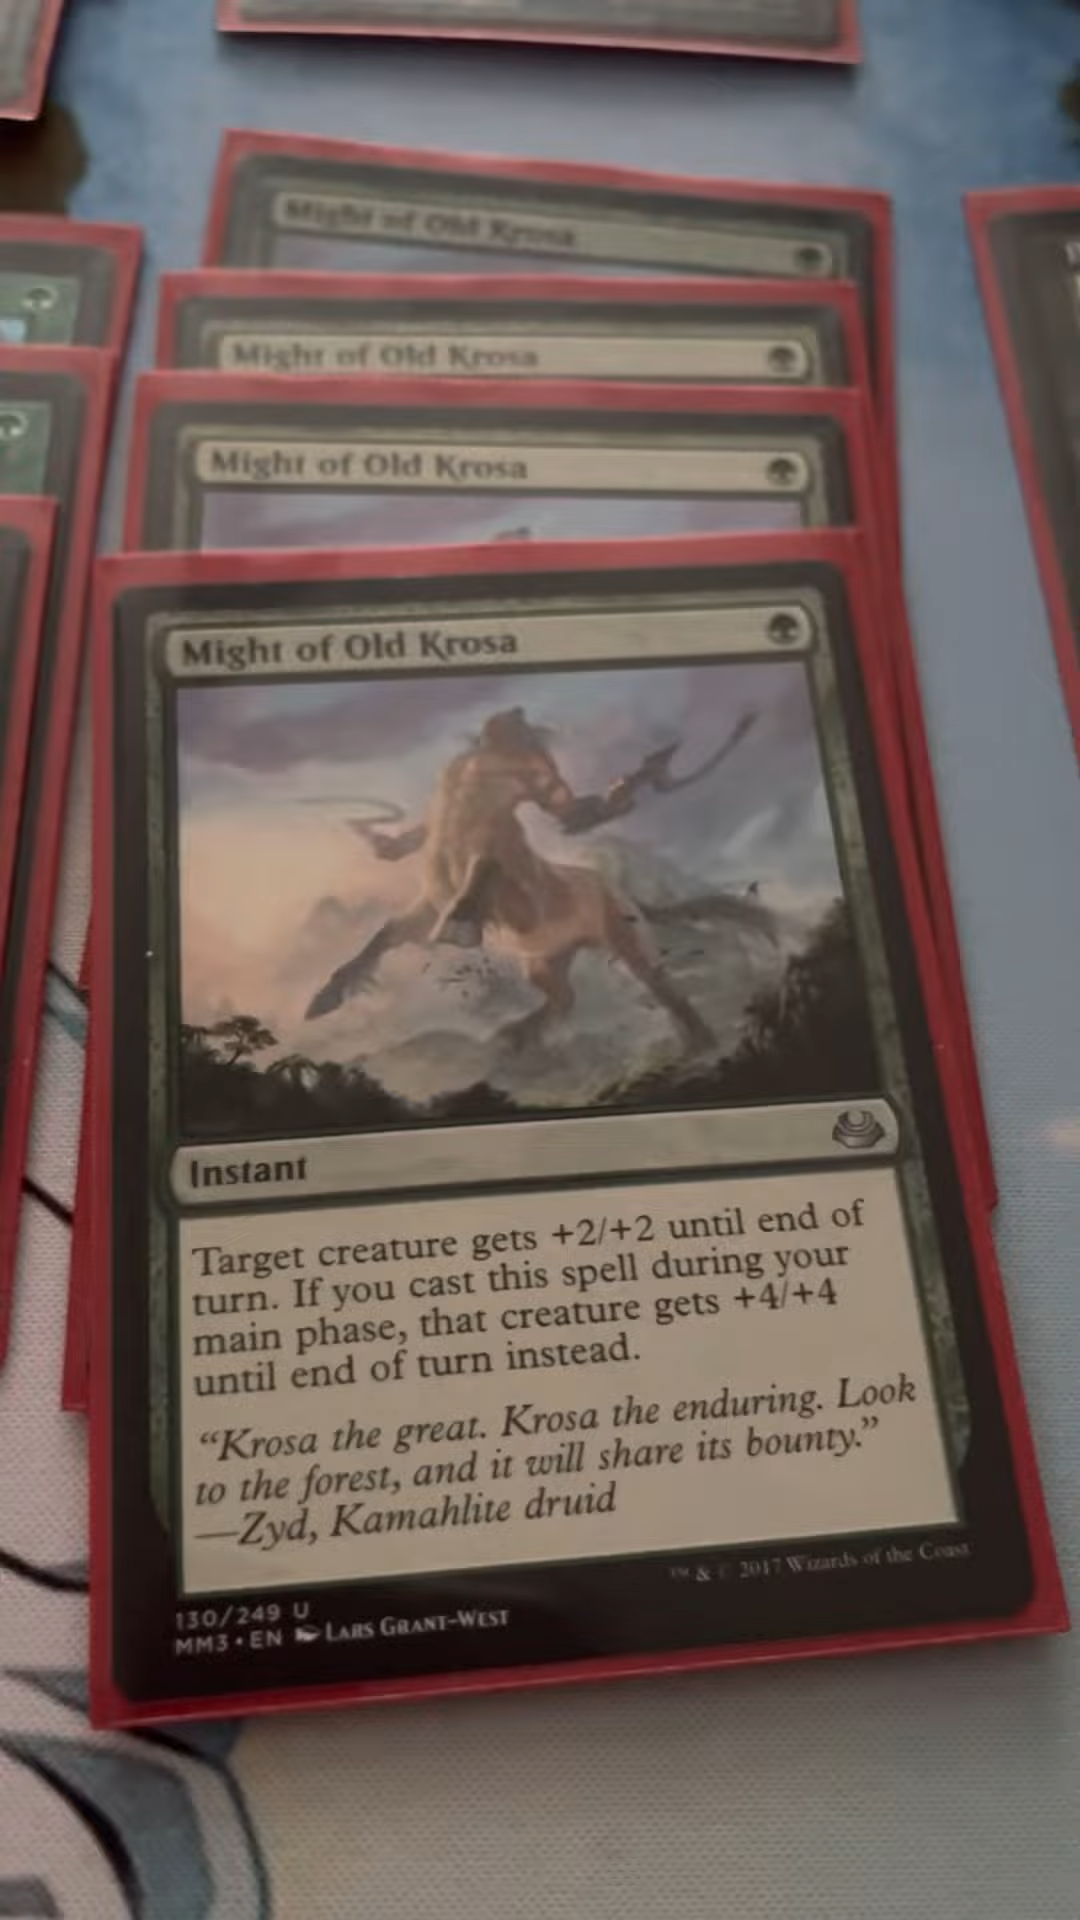 Might of Old Krosa
Might of Old Krosa
Might of Old Krosa
Might of Old Krosa
Instant
Target creature gets +2/+2 until end of
turn. If you cast this spell during your
main phase, that creature gets +4/+4
until end of turn instead.
“Krosa the great. Krosa the enduring. Look
to the forest, and it will share its bounty.”
—Zyd, Kamahlite druid
™ & © 2017 Wizards of the Coast
130/249 U
MM3 • EN LARS GRANT-WEST